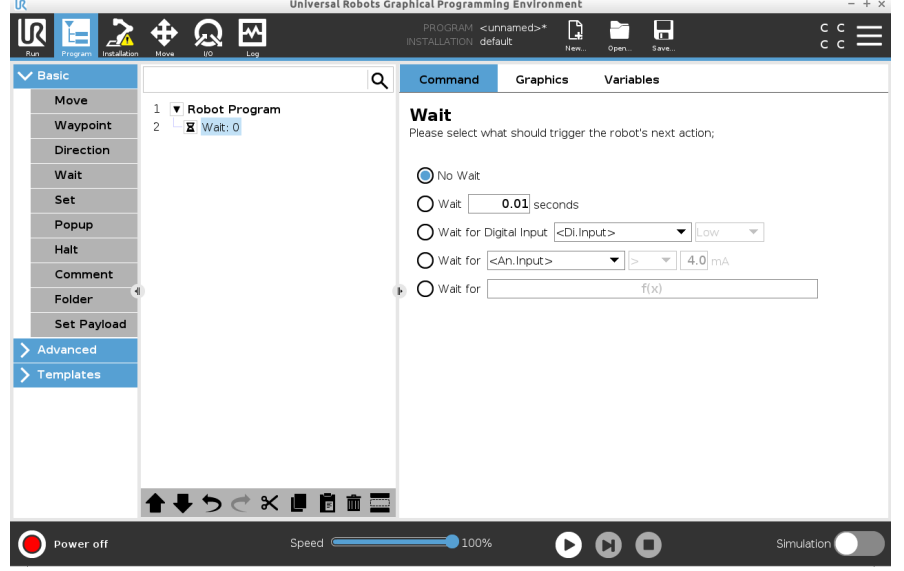 UR Universal Robots Graphical Programming Environment
UR
Run Program Installation Move I/O Log
PROGRAM <unnamed>*
INSTALLATION default
New... Open... Save...
C C
C C
Basic
Move
Waypoint
Direction
Wait
Set
Popup
Halt
Comment
Folder
Set Payload
Advanced
Templates
1 Robot Program
2 Wait: 0
Command Graphics Variables
Wait
Please select what should trigger the robot's next action;
No Wait
Wait 0.01 seconds
Wait for Digital Input <Di.Input> Low
Wait for <An.Input> > 4.0 mA
Wait for f(x)
Power off
Speed 100%
Simulation